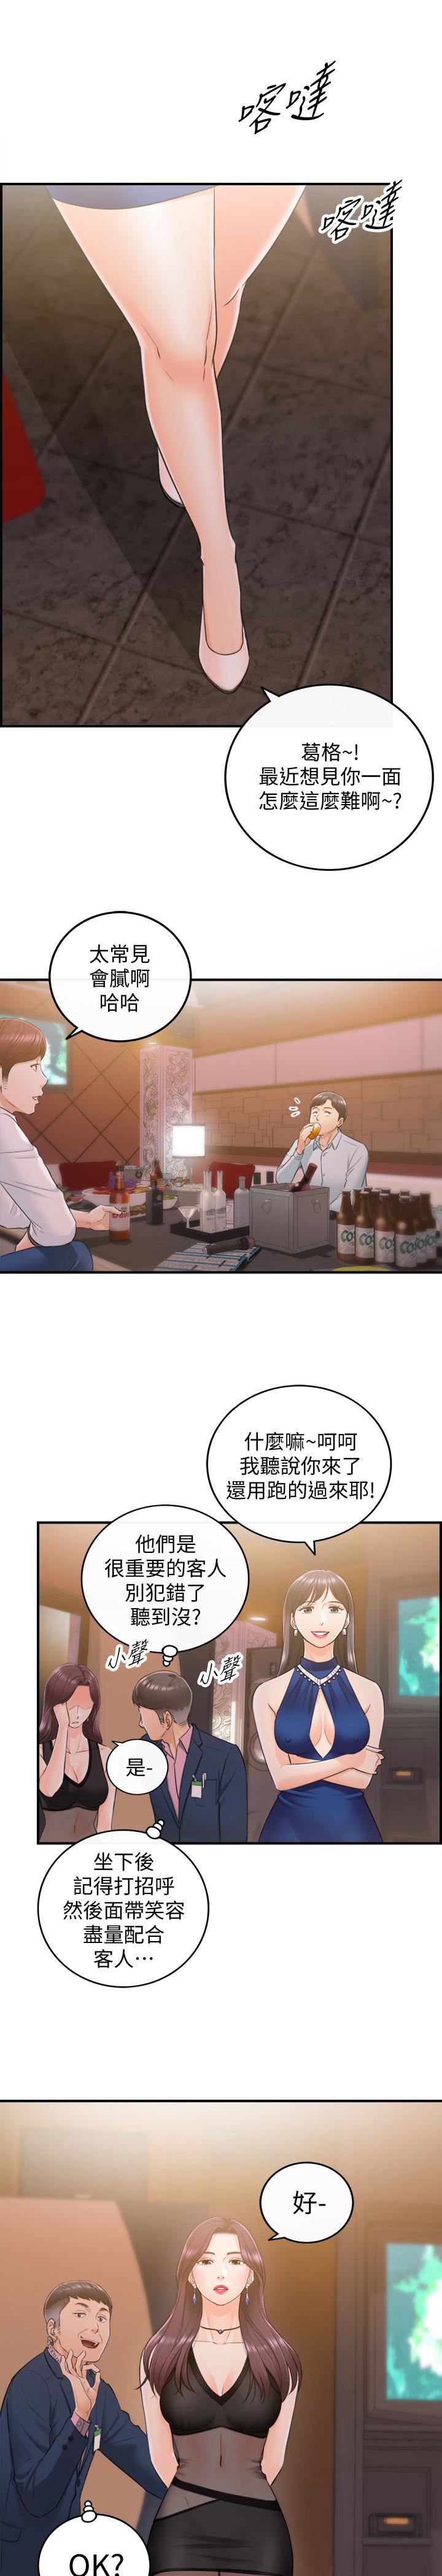 喀噠
喀噠
葛格~!
最近想見你一面
怎麼這麼難啊~?
太常見
會膩啊
哈哈
什麼嘛~呵呵
我聽說你來了
還用跑的過來耶!
他們是
很重要的客人
別犯錯了
聽到沒?
小聲
小聲
是-
坐下後
記得打招呼
然後面帶笑容
盡量配合
客人…
好-
OK?